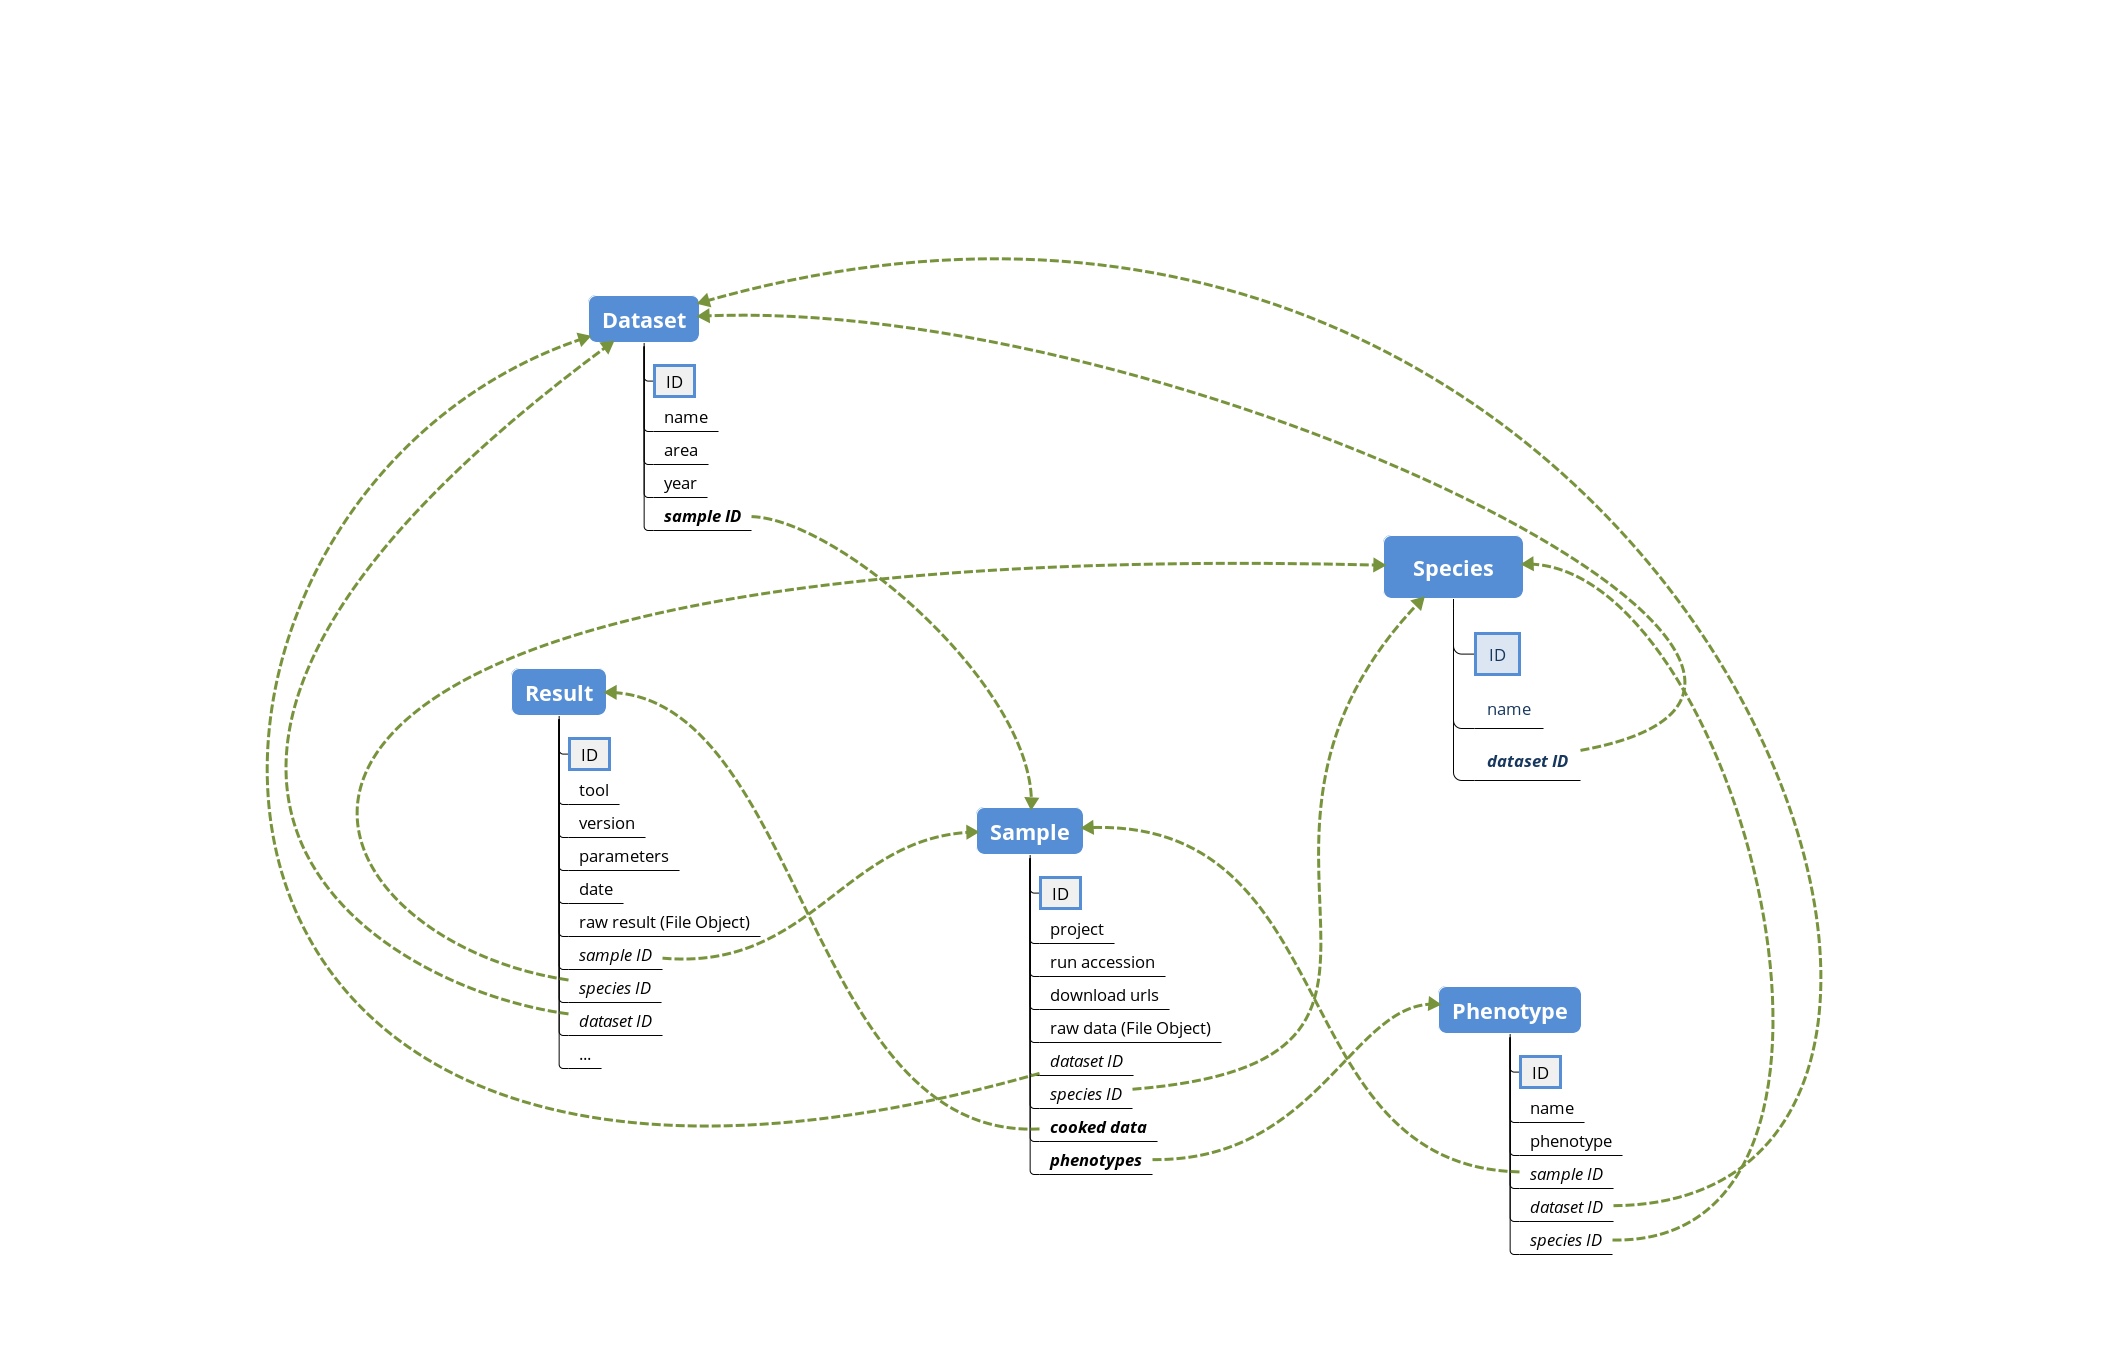 Dataset
ID
name
area
year
sample ID
Species
ID
name
dataset ID
Result
ID
tool
version
parameters
date
raw result (File Object)
sample ID
species ID
dataset ID
...
Sample
ID
project
run accession
download urls
raw data (File Object)
dataset ID
species ID
cooked data
phenotypes
Phenotype
ID
name
phenotype
sample ID
dataset ID
species ID